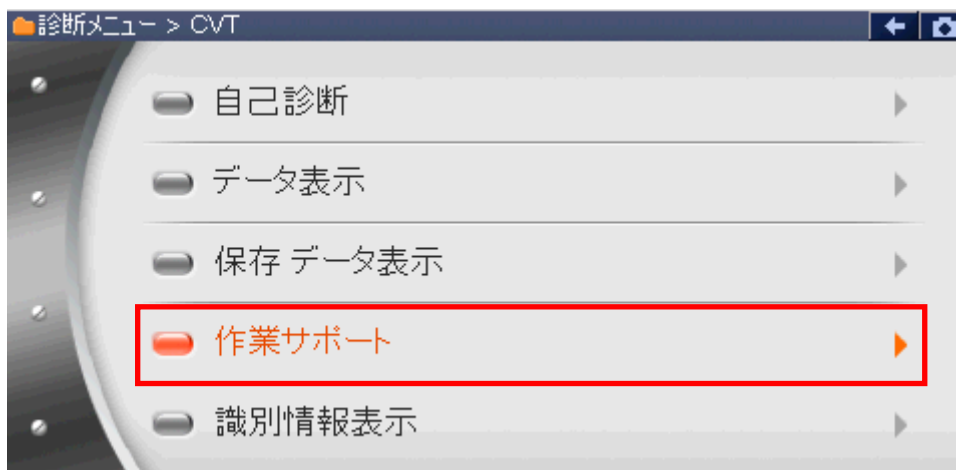 診断メニュー > CVT
自己診断
データ表示
保存 データ表示
作業サポート
識別情報表示